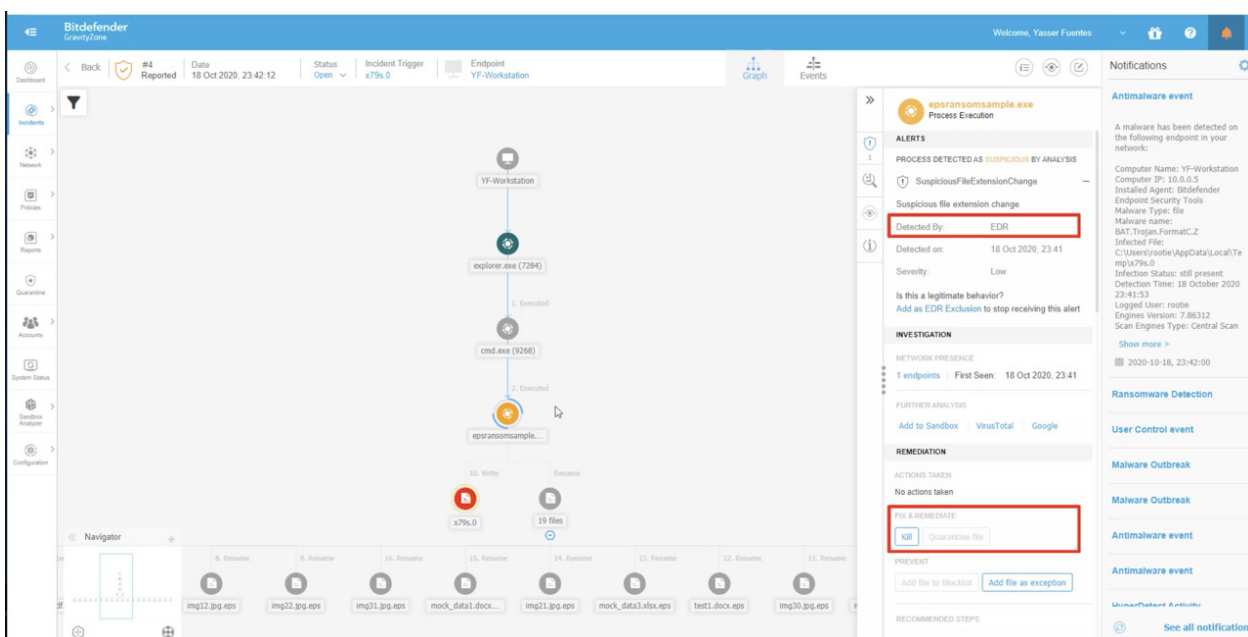 Bitdefender
GravityZone
Welcome, Yasser Fuentes
Dashboard
Incidents
Network
Policies
Reports
Quarantine
Accounts
System Status
Sandbox
Analyzer
Configuration
Back
#4
Reported
Date
18 Oct 2020, 23:42:12
Status
Open
Incident Trigger
x79s.0
Endpoint
YF-Workstation
Graph
Events
YF-Workstation
explorer.exe (7284)
1. Executed
cmd.exe (9268)
2. Executed
epsransomsample....
10. Write
Rename
x79s.0
19 files
Navigator
8. Rename
9. Rename
16. Rename
15. Rename
14. Rename
13. Rename
12. Rename
11. Rename
img12.jpg.eps
img22.jpg.eps
img31.jpg.eps
mock_data1.docx....
img21.jpg.eps
mock_data3.xlsx.eps
test1.docx.eps
img30.jpg.eps
epsransomsample.exe
Process Execution
ALERTS
1
PROCESS DETECTED AS SUSPICIOUS BY ANALYSIS
SuspiciousFileExtensionChange
Suspicious file extension change.
Detected By: EDR
Detected on: 18 Oct 2020, 23:41
Severity: Low
Is this a legitimate behavior?
Add as EDR Exclusion to stop receiving this alert
INVESTIGATION
NETWORK PRESENCE
1 endpoints First Seen: 18 Oct 2020, 23:41
FURTHER ANALYSIS
Add to Sandbox VirusTotal Google
REMEDIATION
ACTIONS TAKEN
No actions taken
FIX & REMEDIATE
Kill Quarantine file
PREVENT
Add file to Blocklist Add file as exception
RECOMMENDED STEPS
Notifications
Antimalware event
A malware has been detected on
the following endpoint in your
network:
Computer Name: YF-Workstation
Computer IP: 10.0.0.5
Installed Agent: Bitdefender
Endpoint Security Tools
Malware Type: file
Malware name:
BAT.Trojan.FormatC.Z
Infected File:
C:\Users\rootie\AppData\Local\Te
mp\x79s.0
Infection Status: still present
Detection Time: 18 October 2020
23:41:53
Logged User: rootie
Engines Version: 7.86312
Scan Engines Type: Central Scan
Show more >
2020-10-18, 23:42:00
Ransomware Detection
User Control event
Malware Outbreak
Malware Outbreak
Antimalware event
Antimalware event
HyperDetect Activity
See all notification